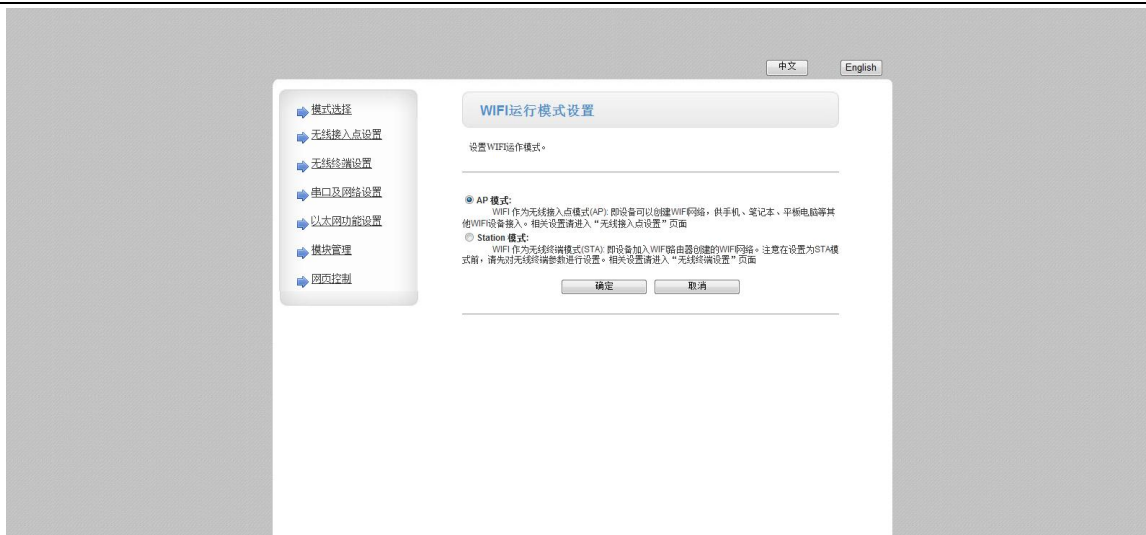 中文
English
模式选择
无线接入点设置
无线终端设置
串口及网络设置
以太网功能设置
模块管理
网页控制
WIFI运行模式设置
设置WIFI运作模式。
AP 模式:
WIFI 作为无线接入点模式(AP): 即设备可以创建WIFI网络，供手机、笔记本、平板电脑等其
他WIFI设备接入。相关设置请进入“无线接入点设置”页面
Station 模式:
WIFI 作为无线终端模式(STA): 即设备加入WIFI路由器创建的WIFI网络。注意在设置为STA模
式前，请先对无线终端参数进行设置。相关设置请进入“无线终端设置”页面
确定
取消